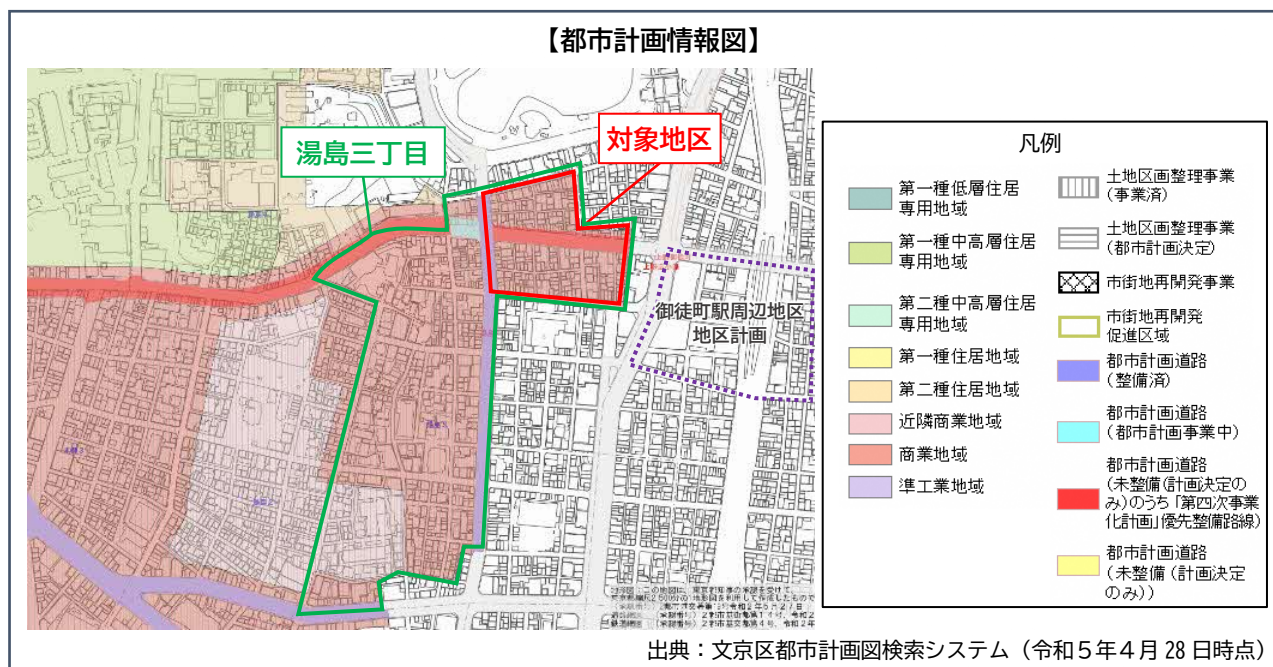 【都市計画情報図】
湯島三丁目
対象地区
御徒町駅周辺地区
地区計画
凡例
第一種低層住居
専用地域
第一種中高層住居
専用地域
第二種中高層住居
専用地域
第一種住居地域
第二種住居地域
近隣商業地域
商業地域
準工業地域
土地区画整理事業
(事業済)
土地区画整理事業
(都市計画決定)
市街地再開発事業
市街地再開発
促進区域
都市計画道路
(整備済)
都市計画道路
(都市計画事業中)
都市計画道路
(未整備(計画決定の
み)のうち「第四次事業
化計画」優先整備路線)
都市計画道路
(未整備(計画決定
のみ))
出典:文京区都市計画図検索システム(令和5年4月28日時点)